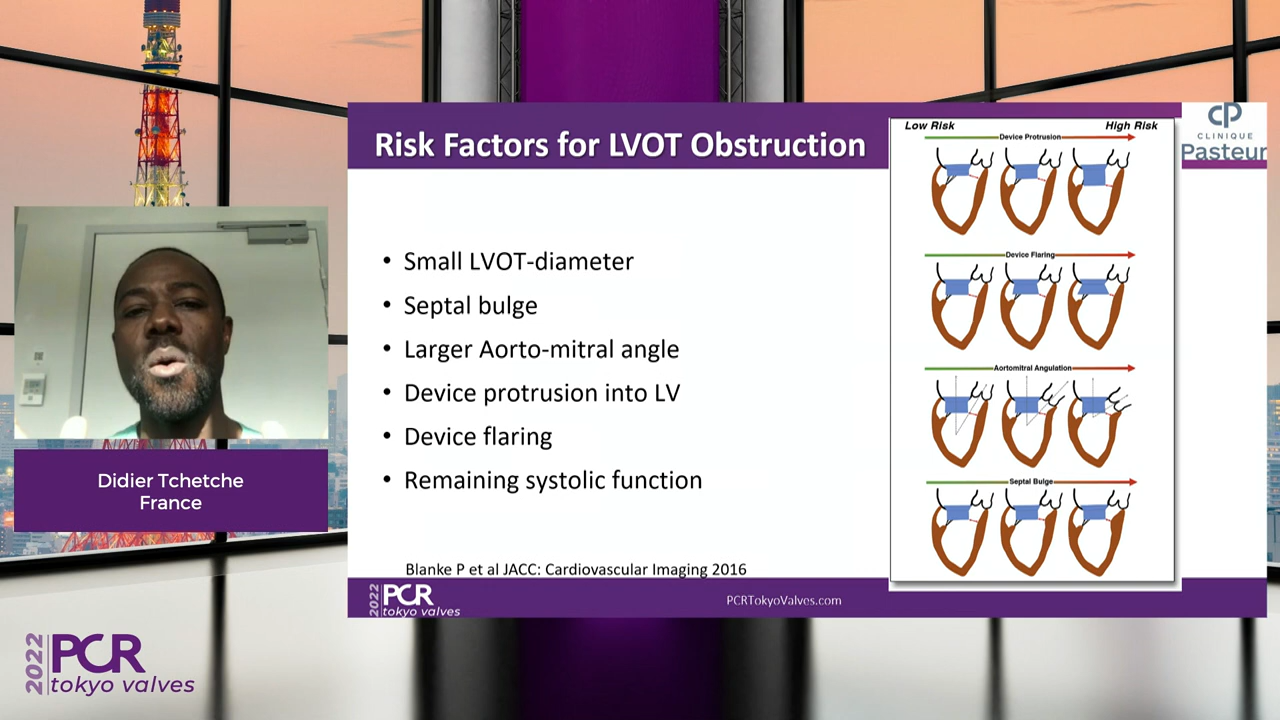 Risk Factors for LVOT Obstruction
• Small LVOT-diameter
• Septal bulge
• Larger Aorto-mitral angle
• Device protrusion into LV
• Device flaring
• Remaining systolic function
Blanke P et al JACC: Cardiovascular Imaging 2016
Low Risk
High Risk
Device Protrusion
Device Flaring
Aortomitral Angulation
Septal Bulge
CP
CLINIQUE
Pasteur
Didier Tchetche
France
2022
PCR
tokyo valves
PCRTokyoValves.com
2022
PCR
tokyo valves